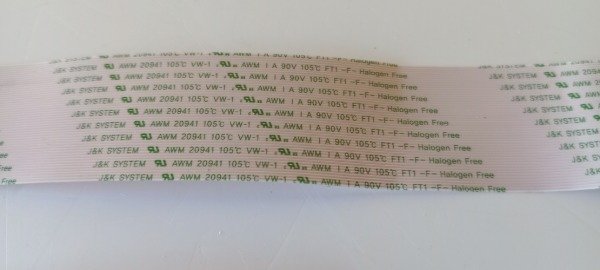 J&K SYSTEM AWM 20941 105℃ VW-1 AWM I A 90V 105℃ FT1 -F- Halogen Free J&K SYSTEM
J&K SYSTEM AWM 20941 105℃ VW-1 AWM I A 90V 105℃ FT1 -F- Halogen Free J&K SYSTEM AWM
J&K SYSTEM AWM 20941 105℃ VW-1 AWM I A 90V 105℃ FT1 -F- Halogen Free J&K SYSTEM
J&K SYSTEM AWM 20941 105℃ VW-1 AWM I A 90V 105℃ FT1 -F- Halogen Free J&K SYSTEM
J&K SYSTEM AWM 20941 105℃ VW-1 AWM I A 90V 105℃ FT1 -F- Halogen Free J&K SYSTEM
J&K SYSTEM AWM 20941 105℃ VW-1 AWM I A 90V 105℃ FT1 -F- Halogen Free J&K SYSTEM
J&K SYSTEM AWM 20941 105℃ VW-1 AWM I A 90V 105℃ FT1 -F- Halogen Free J&K SYSTEM
Free J&K SYSTEM AWM 20941 105℃ VW-1 AWM I A 90V 105℃ FT1 -F- Halogen Free J&K SYSTEM
Free J&K SYSTEM AWM 20941 105℃ VW-1 AWM I A 90V 105℃ FT1 -F- Halogen Free J&K